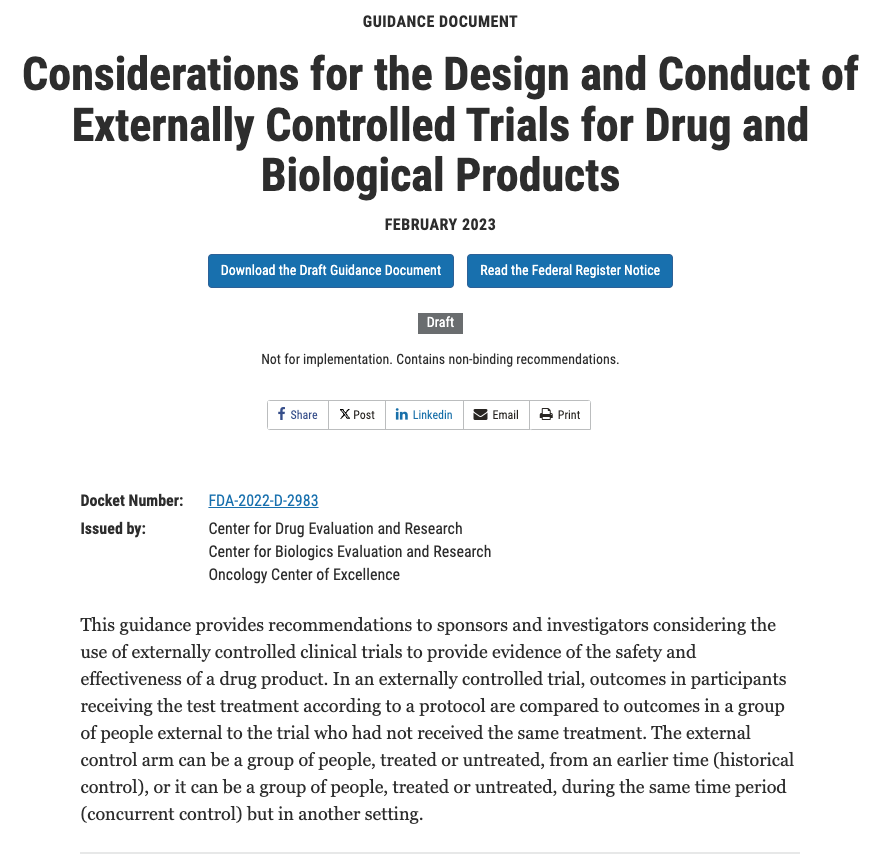 GUIDANCE DOCUMENT
Considerations for the Design and Conduct of
Externally Controlled Trials for Drug and
Biological Products
FEBRUARY 2023
Download the Draft Guidance Document Read the Federal Register Notice
Draft
Not for implementation. Contains non-binding recommendations.
f Share X Post in Linkedin Email Print
Docket Number: FDA-2022-D-2983
Issued by: Center for Drug Evaluation and Research
Center for Biologics Evaluation and Research
Oncology Center of Excellence
This guidance provides recommendations to sponsors and investigators considering the
use of externally controlled clinical trials to provide evidence of the safety and
effectiveness of a drug product. In an externally controlled trial, outcomes in participants
receiving the test treatment according to a protocol are compared to outcomes in a group
of people external to the trial who had not received the same treatment. The external
control arm can be a group of people, treated or untreated, from an earlier time (historical
control), or it can be a group of people, treated or untreated, during the same time period
(concurrent control) but in another setting.